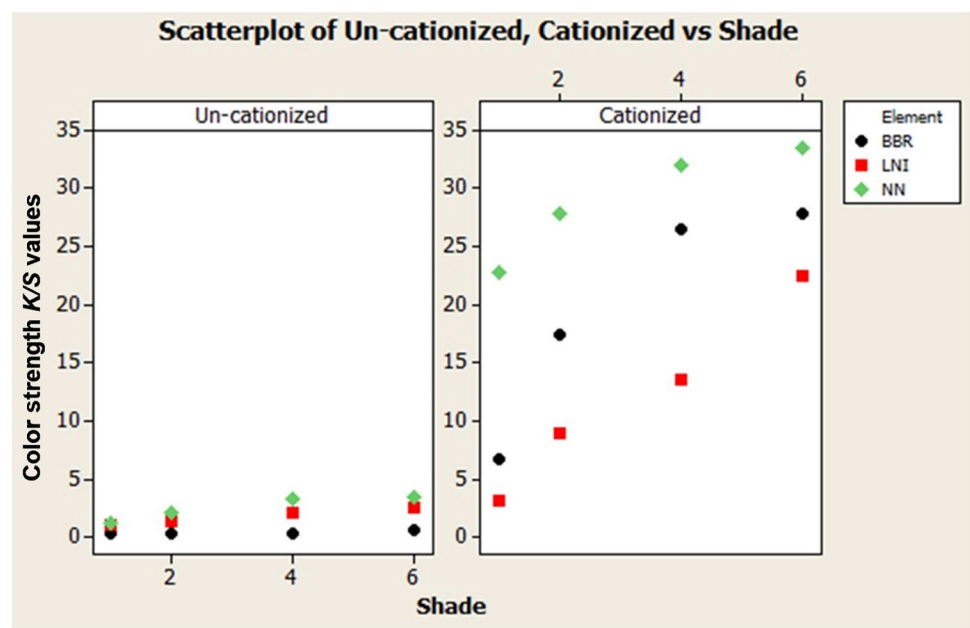 Scatterplot of Un-cationized, Cationized vs Shade
2 4 6
Un-cationized
Cationized
Element
BBR
LNI
NN
Color strength K/S values
35
30
25
20
15
10
5
0
35
30
25
20
15
10
5
0
2 4 6
Shade